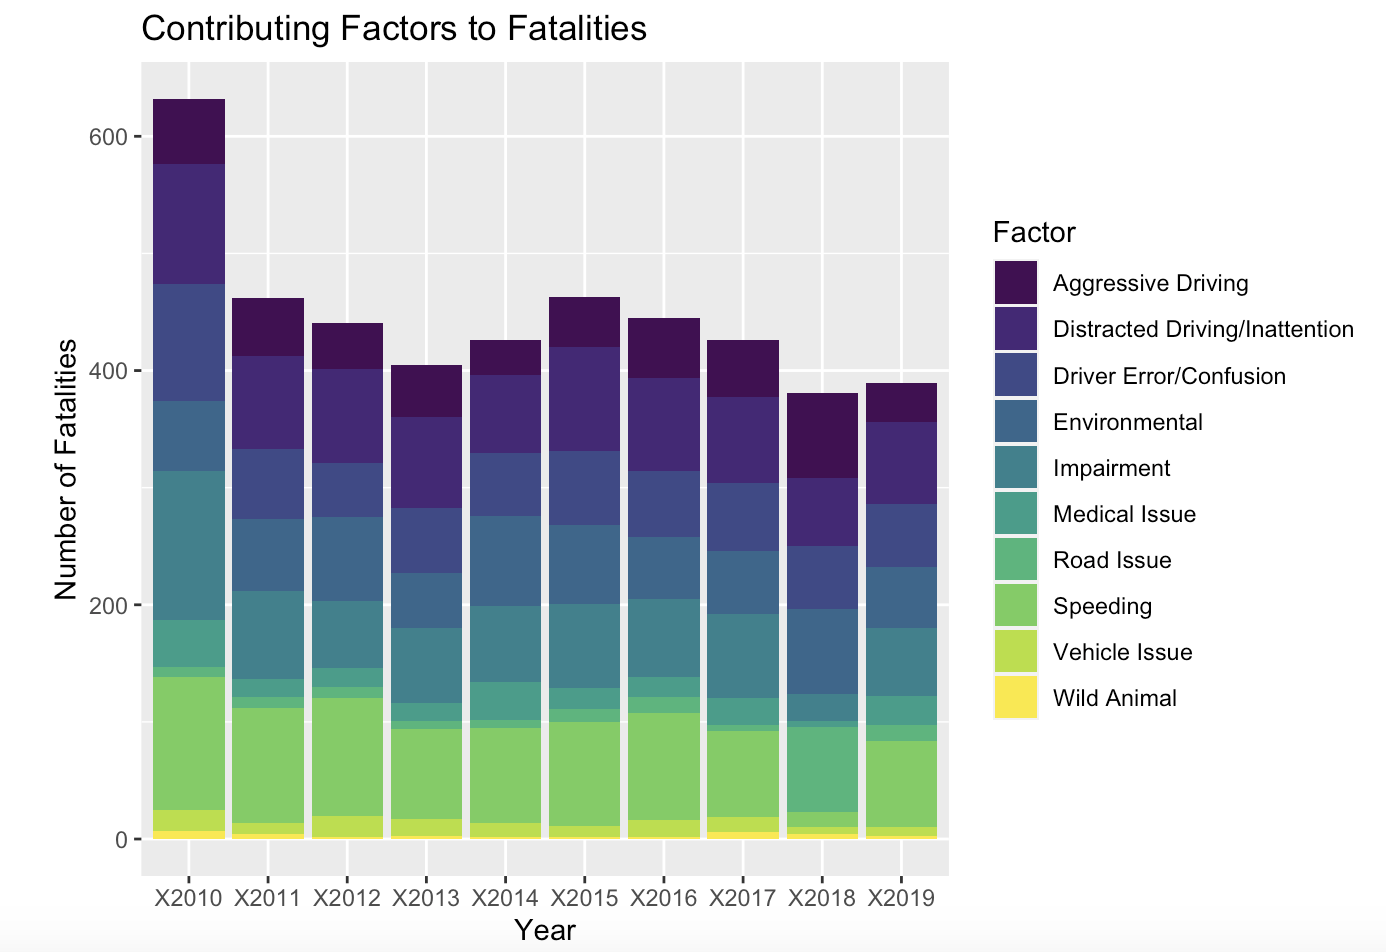 Contributing Factors to Fatalities
Number of Fatalities
600
400
200
0
X2010 X2011 X2012 X2013 X2014 X2015 X2016 X2017 X2018 X2019
Year
Factor
Aggressive Driving
Distracted Driving/Inattention
Driver Error/Confusion
Environmental
Impairment
Medical Issue
Road Issue
Speeding
Vehicle Issue
Wild Animal